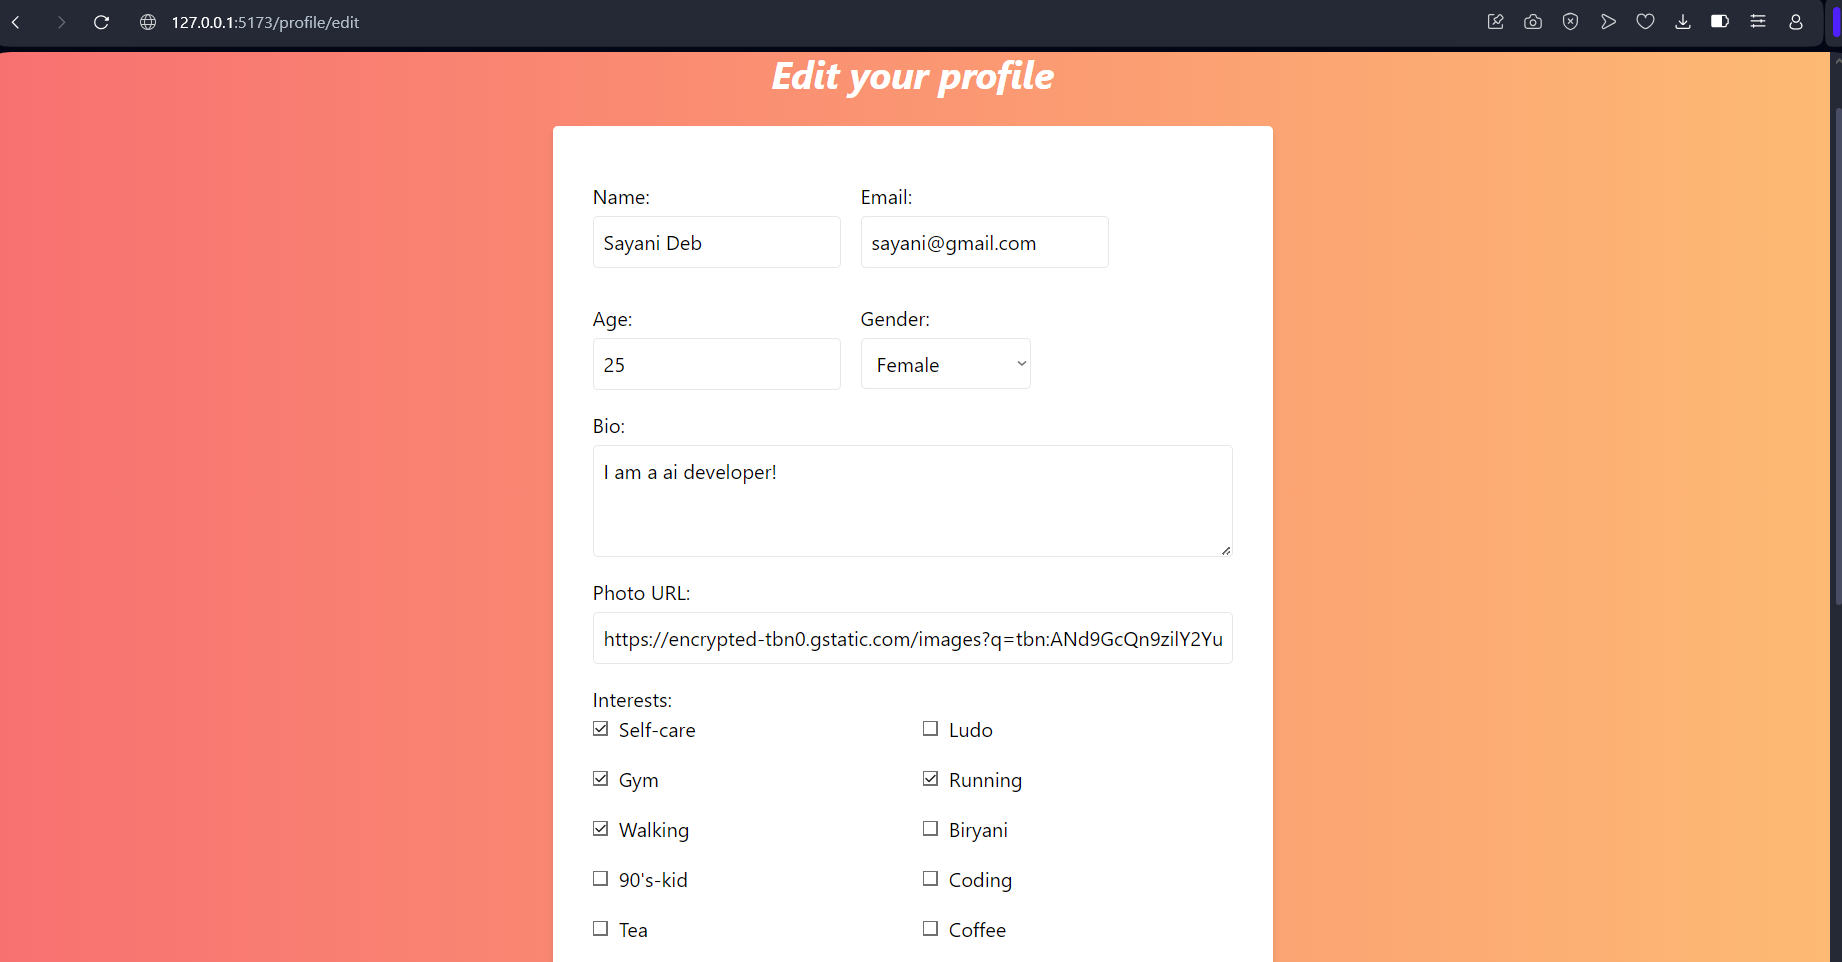 127.0.0.1:5173/profile/edit
Edit your profile
Name: Email:
Sayani Deb sayani@gmail.com
Age: Gender:
25 Female
Bio:
I am a ai developer!
Photo URL:
https://encrypted-tbn0.gstatic.com/images?q=tbn:ANd9GcQn9zilY2Yu
Interests:
Self-care Ludo
Gym Running
Walking Biryani
90's-kid Coding
Tea Coffee